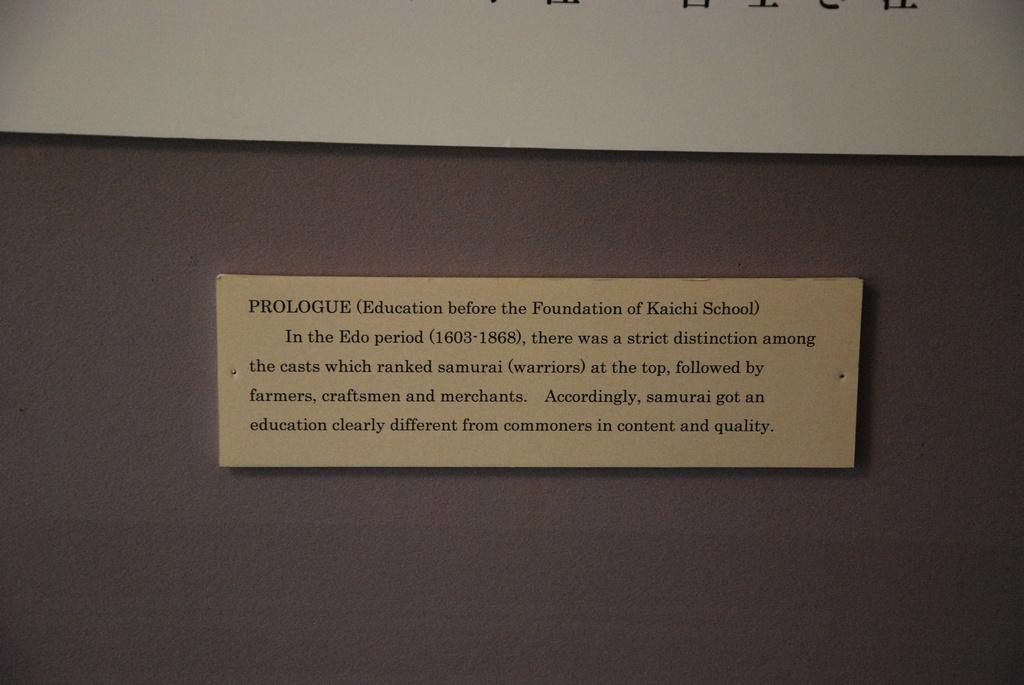 PROLOGUE (Education before the Foundation of Kaichi School)
In the Edo period (1603-1868), there was a strict distinction among
the casts which ranked samurai (warriors) at the top, followed by
farmers, craftsmen and merchants. Accordingly, samurai got an
education clearly different from commoners in content and quality.